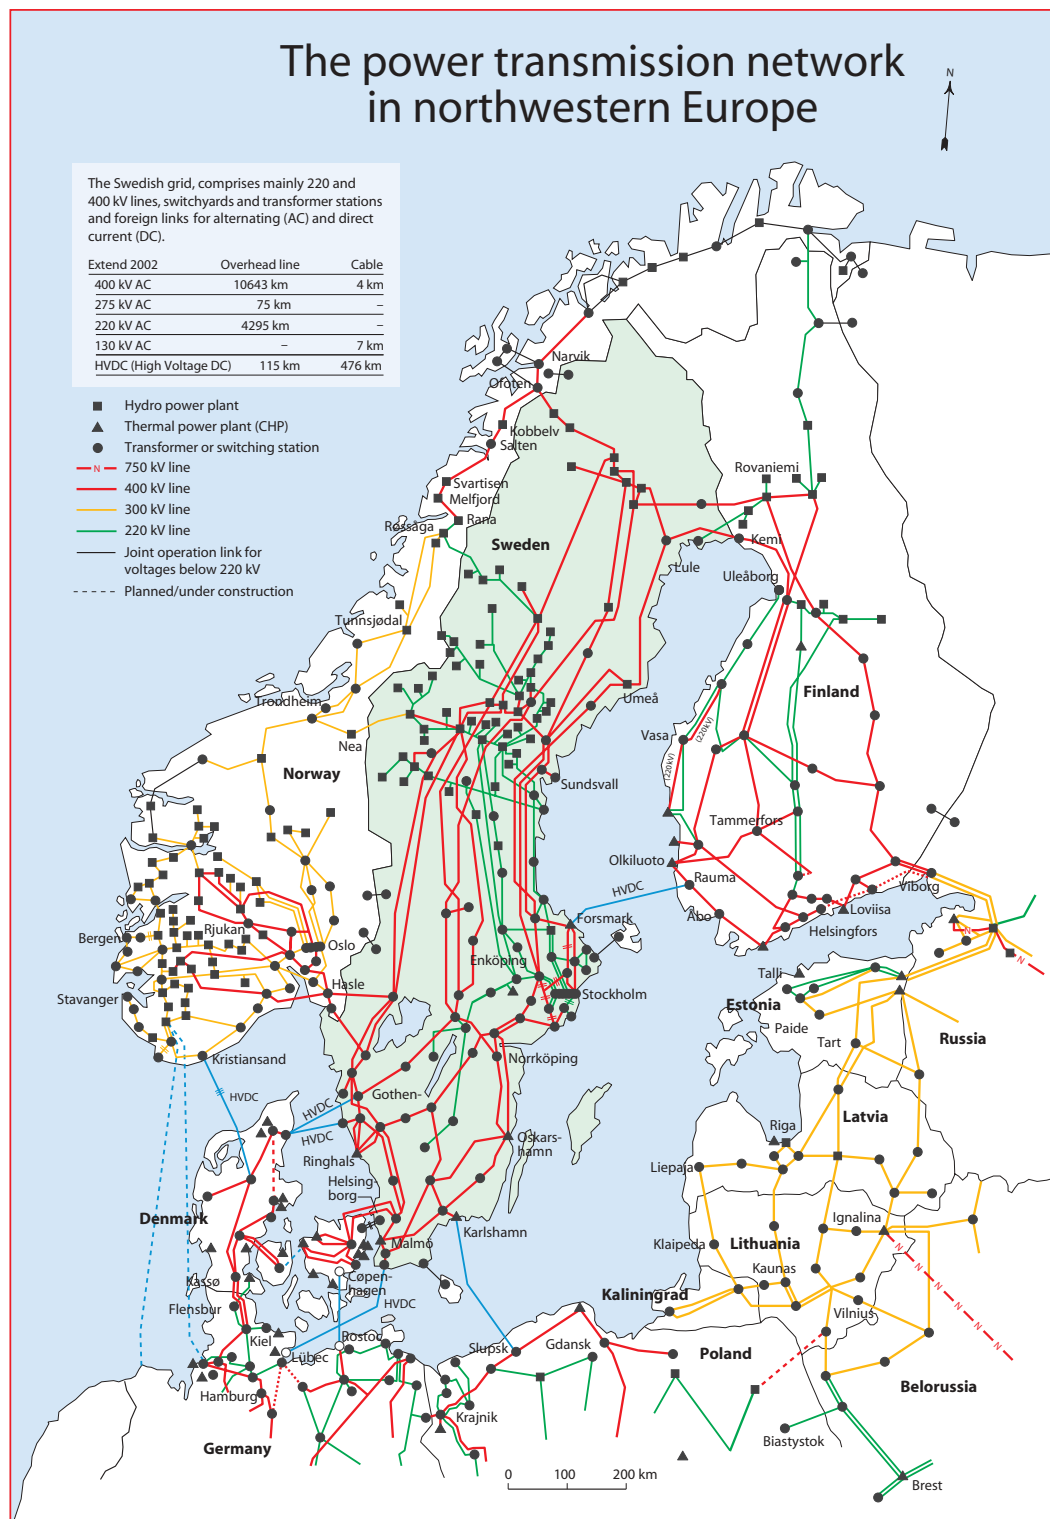 The power transmission network
in northwestern Europe
N
The Swedish grid, comprises mainly 220 and
400 kV lines, switchyards and transformer stations
and foreign links for alternating (AC) and direct
current (DC).
Extend 2002 Overhead line Cable
400 kV AC 10643 km 4 km
275 kV AC 75 km –
220 kV AC 4295 km –
130 kV AC – 7 km
HVDC (High Voltage DC) 115 km 476 km
Hydro power plant
Thermal power plant (CHP)
Transformer or switching station
N 750 kV line
400 kV line
300 kV line
220 kV line
Joint operation link for
voltages below 220 kV
Planned/under construction
Narvik
Ofoten
Kobbelv
Salten
Svartisen
Melfjord
Rana
Røssåga
Rovaniemi
Sweden
Kemi
Lule
Uleåborg
Tunnsjødal
Finland
Umeå
Trondheim
(220kV)
Vasa
Nea
(220kV)
Norway
Sundsvall
Tammerfors
Olkiluoto
Rauma
HVDC
Viborg
Åbo
Loviisa
Forsmark
Helsingfors
Rjukan
Bergen
Oslo
Enköping
N
N
Talli
Hasle
Stockholm
Stavanger
Estonia
Paide
Tart
Russia
Kristiansand
Norrköping
HVDC
Gothen-
HVDC
Latvia
HVDC
Riga
Oskars-
hamn
Ringhals
Liepaja
Helsing-
borg
Denmark
Karlshamn
Ignalina
Malmö
Klaipeda
Lithuania
N
N
N
N
N
Kaunas
Kassø
Copen-
hagen
Kaliningrad
Flensbur
HVDC
Vilnius
Kiel
Rostoc
Slupsk
Gdansk
Poland
Lübec
Hamburg
Belorussia
Krajnik
Germany
Biastystok
0 100 200 km
Brest